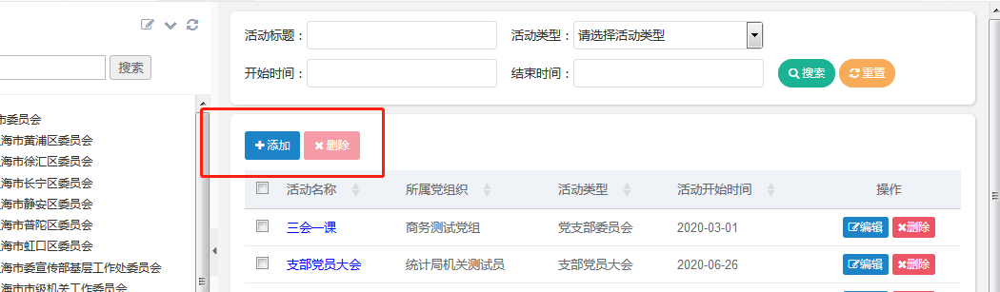 活动标题：
活动类型： 请选择活动类型
搜索
开始时间：
结束时间：
搜索
重置
市委员会
海市黄浦区委员会
海市徐汇区委员会
海市长宁区委员会
海市静安区委员会
海市普陀区委员会
海市虹口区委员会
海市委宣传部基层工作处委员会
海市市级机关工作委员会
添加 删除
活动名称 所属党组织 活动类型 活动开始时间 操作
三会一课 商务测试党组 党支部委员会 2020-03-01 编辑 删除
支部党员大会 统计局机关测试员 支部党员大会 2020-06-26 编辑 删除